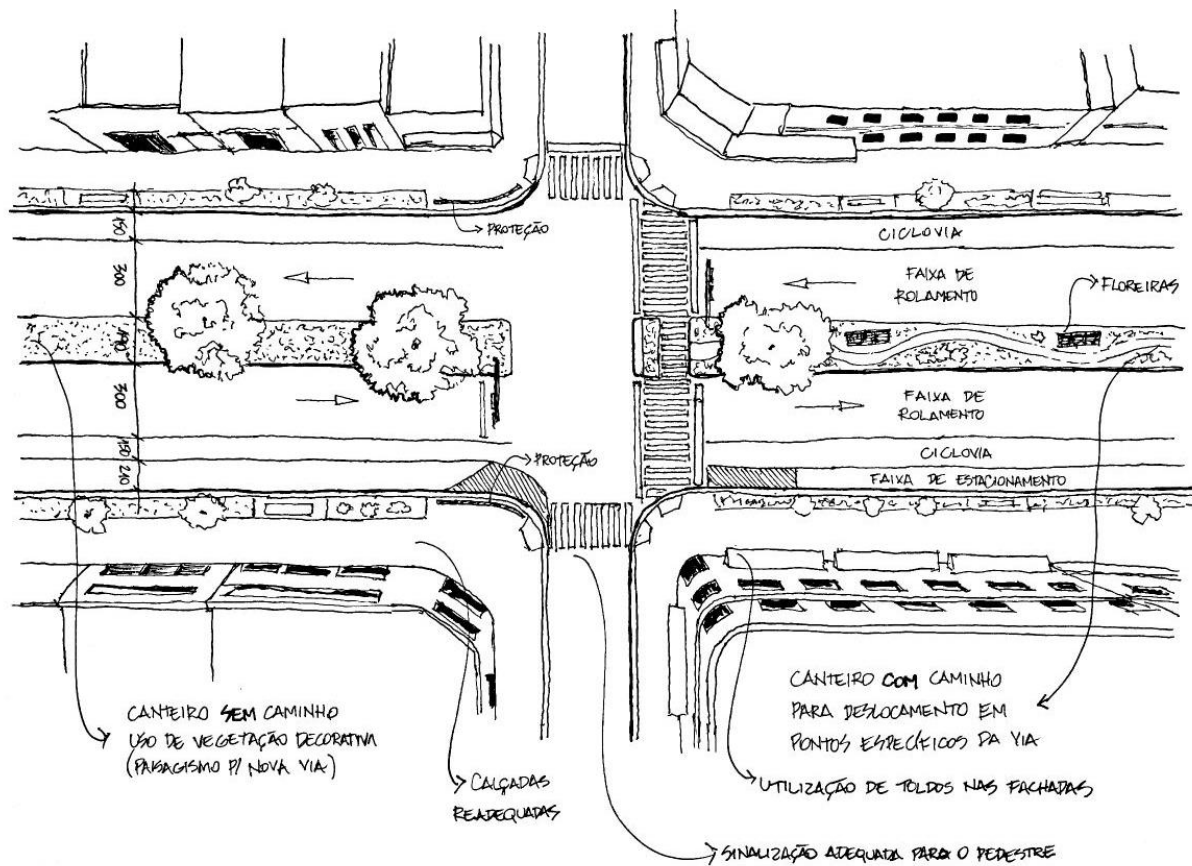 PROTEÇÃO
CICLOVIA
150
FAIXA DE
ROLAMENTO
FLOREIRAS
300
300
FAIXA DE
ROLAMENTO
CICLOVIA
150
PROTEÇÃO
FAIXA DE ESTACIONAMENTO
CANTEIRO SEM CAMINHO
USO DE VEGETAÇÃO DECORATIVA
(PAISAGISMO P/ NOVA VIA)
CANTEIRO COM CAMINHO
PARA DESLOCAMENTO EM
PONTOS ESPECÍFICOS DA VIA
CALÇADAS
READEQUADAS
UTILIZAÇÃO DE TOLDOS NAS FACHADAS
SINALIZAÇÃO ADEQUADA PARA O PEDESTRE